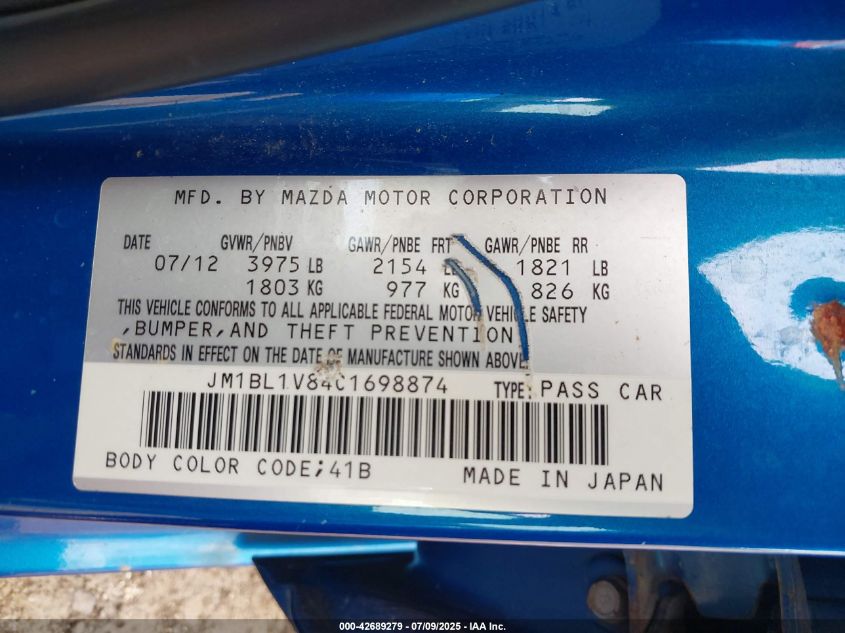 MFD. BY MAZDA MOTOR CORPORATION
DATE GVWR/PNBV GAWR/PNBE FRT GAWR/PNBE RR
07/12 3975 LB 2154 1821 LB
1803 KG 977 KG 826 KG
THIS VEHICLE CONFORMS TO ALL APPLICABLE FEDERAL MOTOR VEHICLE SAFETY
,BUMPER,AND THEFT PREVENTION
STANDARDS IN EFFECT ON THE DATE OF MANUFACTURE SHOWN ABOVE.
JM1BL1V84C1698874 TYPE: PASS CAR
BODY COLOR CODE;41B MADE IN JAPAN
000-42689279 - 07/09/2025 - IAA Inc.